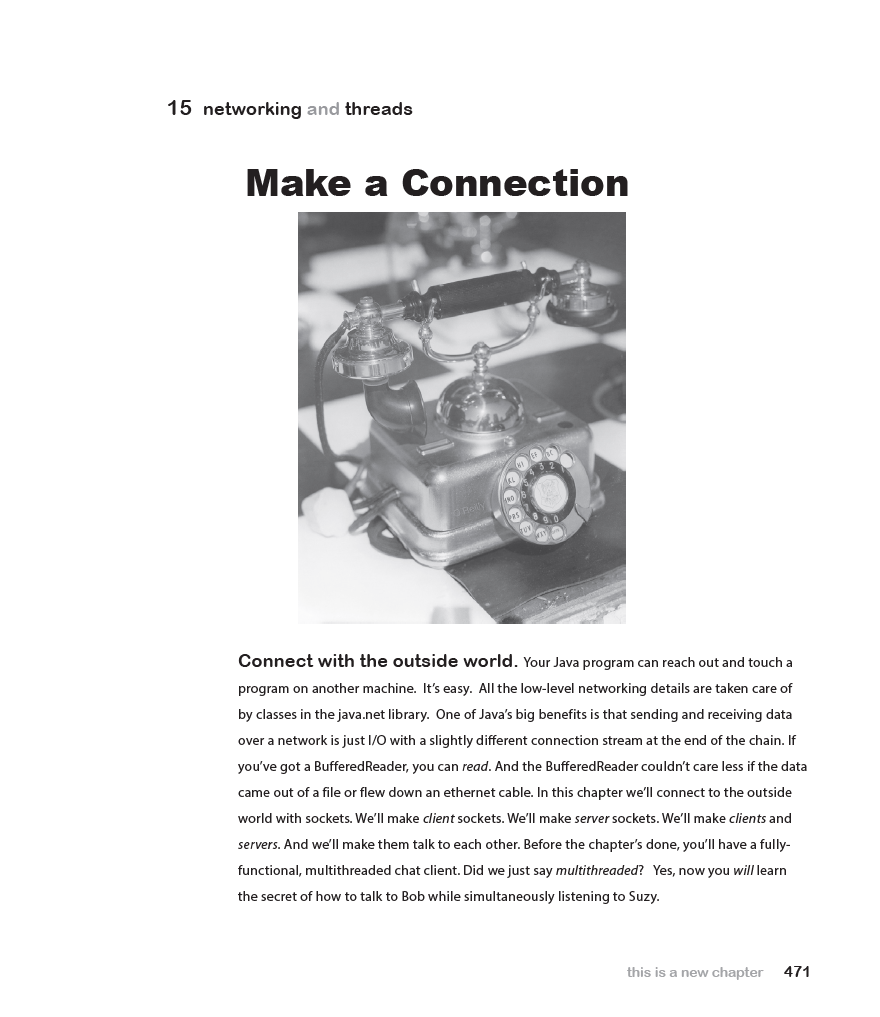 15 networking and threads
Make a Connection
Connect with the outside world. Your Java program can reach out and touch a
program on another machine. It's easy. All the low-level networking details are taken care of
by classes in the java.net library. One of Java's big benefits is that sending and receiving data
over a network is just I/O with a slightly different connection stream at the end of the chain. If
you've got a BufferedReader, you can read. And the BufferedReader couldn't care less if the data
came out of a file or flew down an ethernet cable. In this chapter we'll connect to the outside
world with sockets. We'll make client sockets. We'll make server sockets. We'll make clients and
servers. And we'll make them talk to each other. Before the chapter's done, you'll have a fully-
functional, multithreaded chat client. Did we just say multithreaded? Yes, now you will learn
the secret of how to talk to Bob while simultaneously listening to Suzy.
this is a new chapter 471